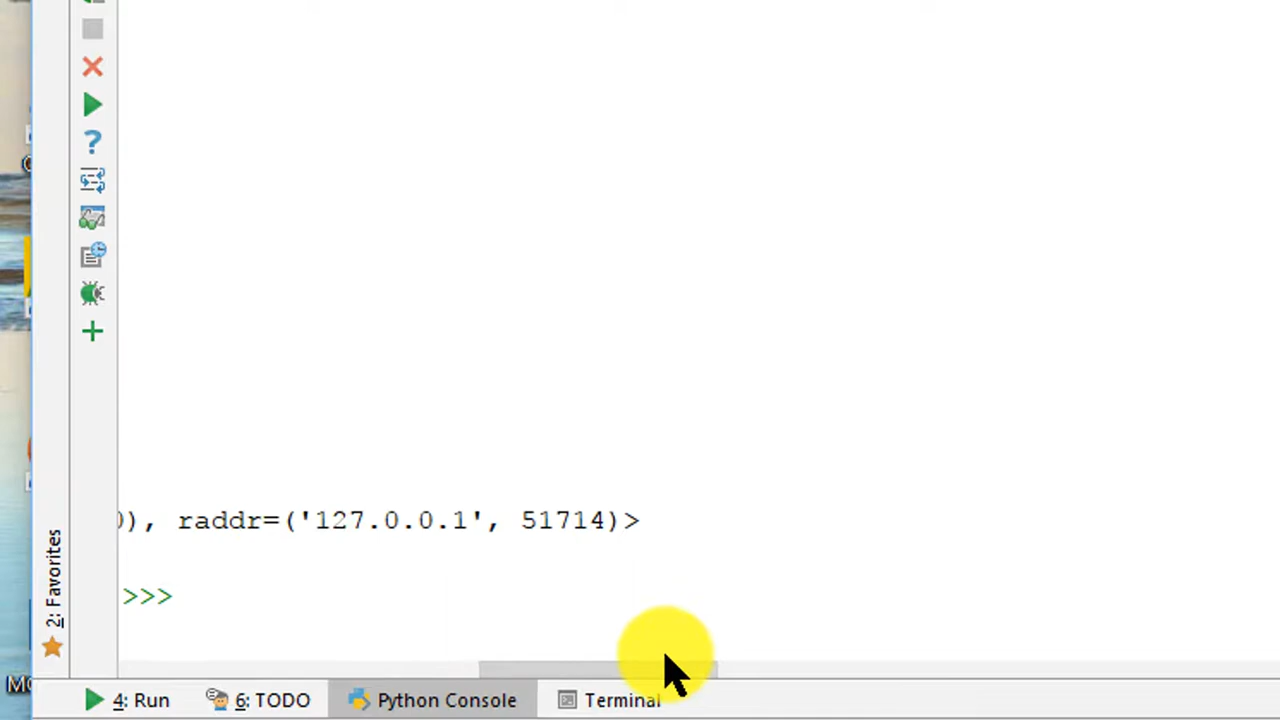 ?
), raddr=('127.0.0.1', 51714)>
>>>
2: Favorites
4: Run
6: TODO
Python Console
Terminal